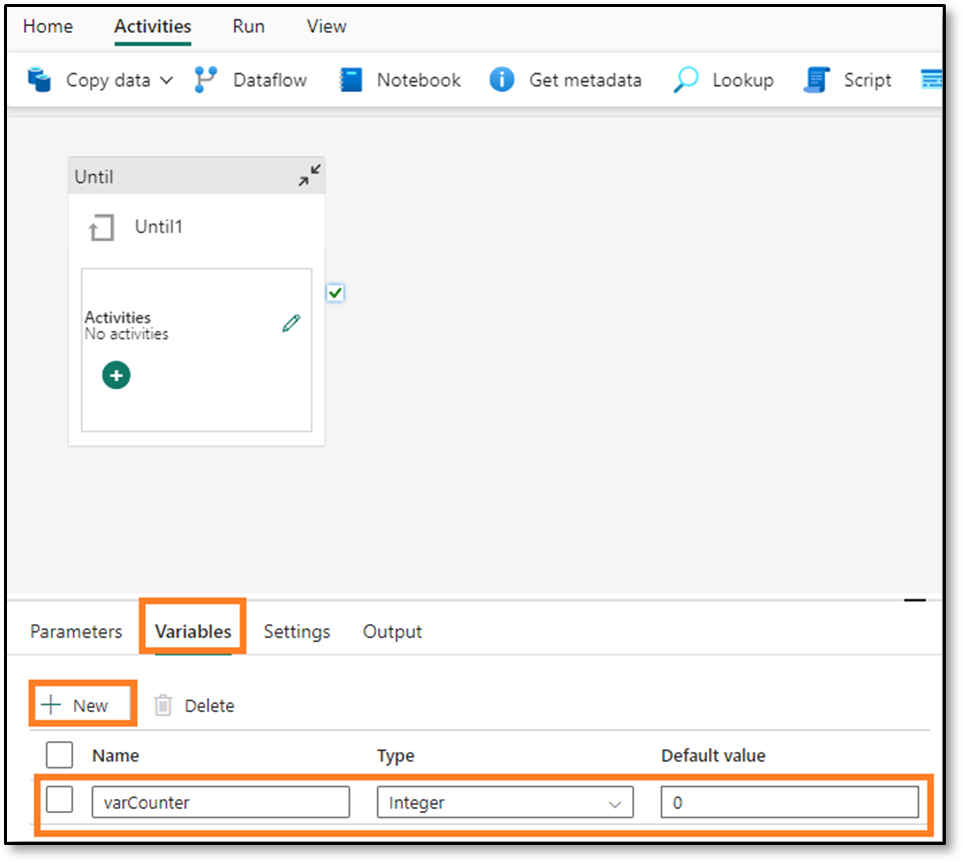 Home Activities Run View
Copy data Dataflow Notebook Get metadata Lookup Script
Until
Until1
Activities
No activities
Parameters Variables Settings Output
New Delete
Name Type Default value
varCounter Integer 0